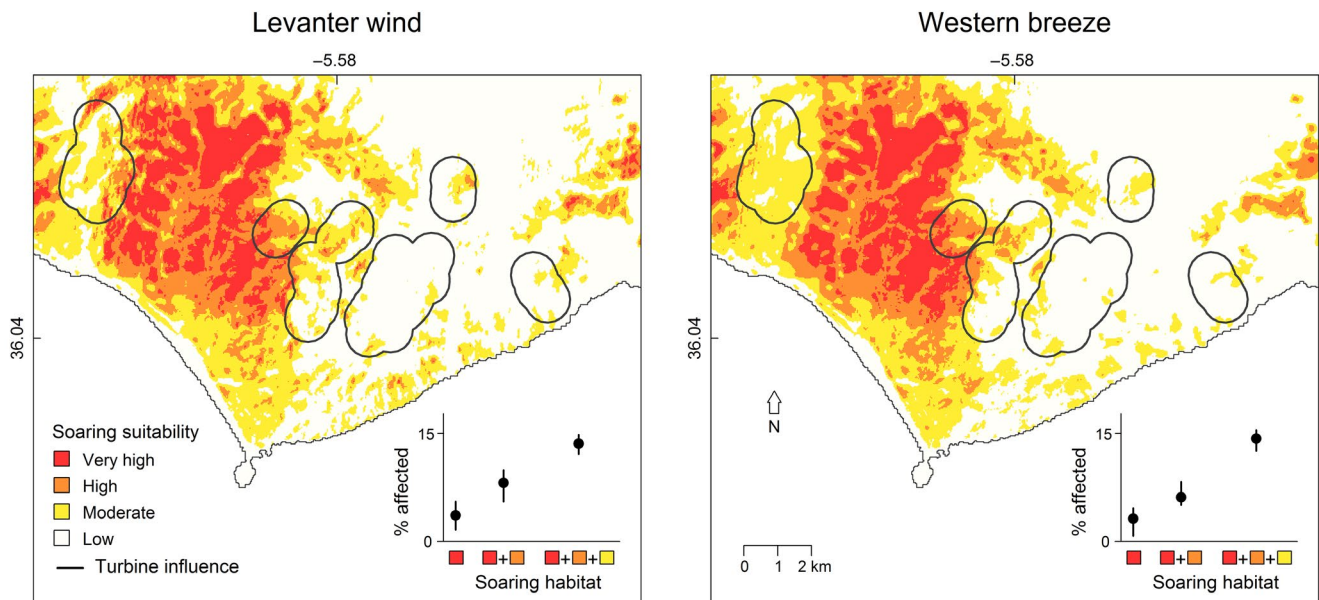 Levanter wind
−5.58
36.04
Soaring suitability
Very high
High
Moderate
Low
Turbine influence
15
% affected
0
+ + +
Soaring habitat
Western breeze
−5.58
36.04
N
0 1 2 km
15
% affected
0
+ + +
Soaring habitat